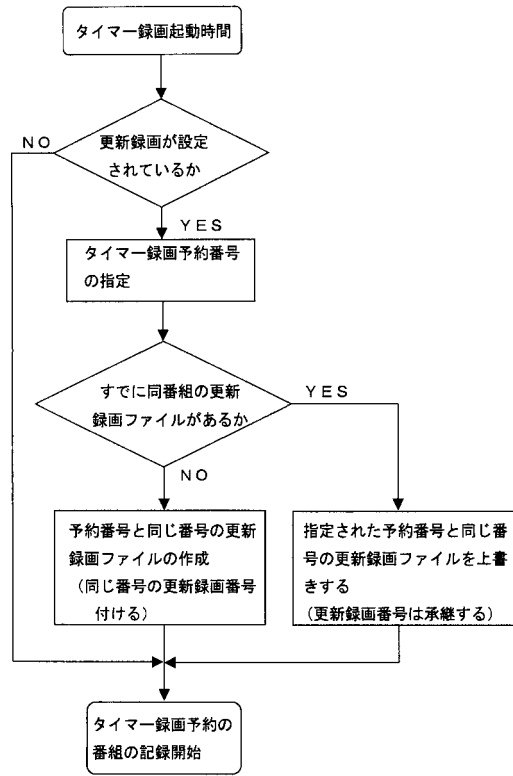 タイマー録画起動時間
NO
更新録画が設定
されているか
YES
タイマー録画予約番号
の指定
すでに同番組の更新
録画ファイルがあるか
YES
NO
予約番号と同じ番号の更新
録画ファイルの作成
（同じ番号の更新録画番号
付ける）
指定された予約番号と同じ番
号の更新録画ファイルを上書
きする
（更新録画番号は承継する）
タイマー録画予約の
番組の記録開始